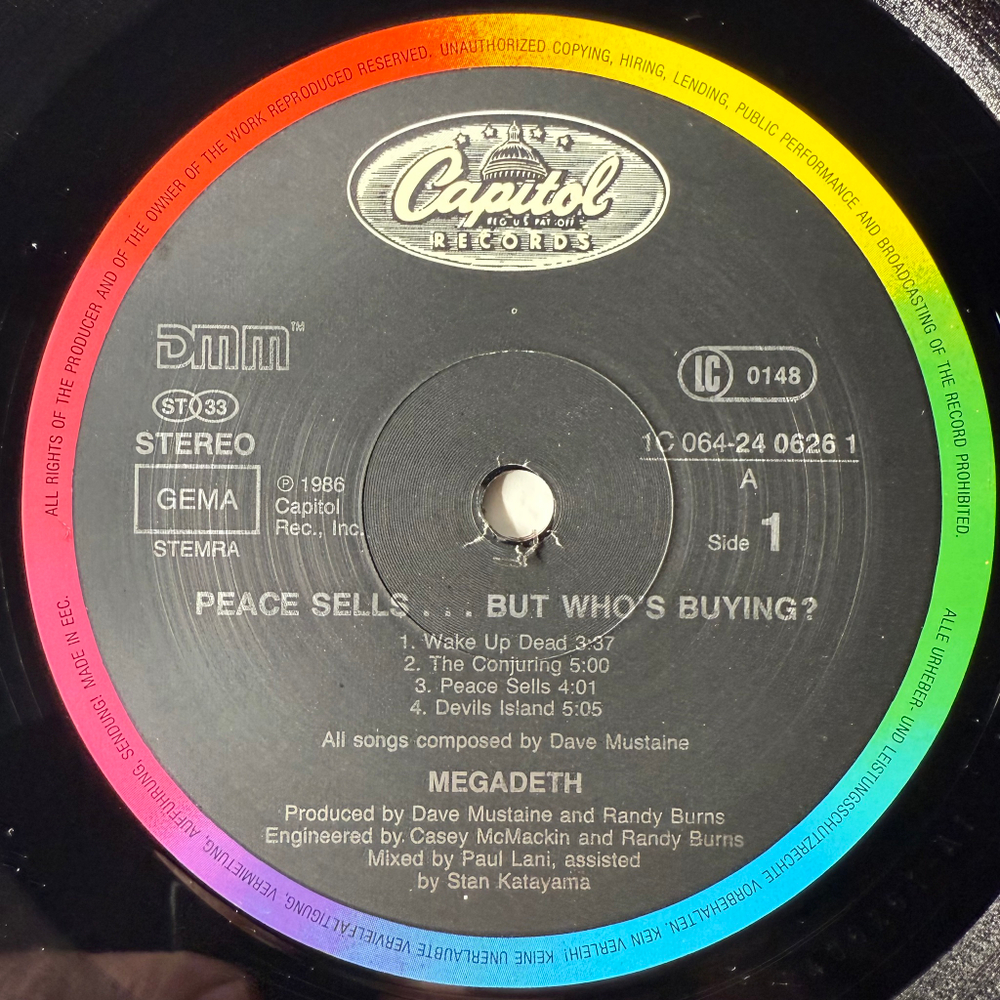 ALL RIGHTS OF THE PRODUCER AND OF THE OWNER OF THE WORK REPRODUCED RESERVED. UNAUTHORIZED COPYING, HIRING, LENDING, PUBLIC PERFORMANCE AND BROADCASTING OF THE RECORD PROHIBITED.
Capitol
REG. U.S. PAT. OFF.
RECORDS
DMM™
LC 0148
ST 33
STEREO
1C 064-24 0626 1
GEMA
STEMRA
℗ 1986
Capitol
Rec., Inc.
A
Side 1
PEACE SELLS . . . BUT WHO'S BUYING?
1. Wake Up Dead 3:37
2. The Conjuring 5:00
3. Peace Sells 4:01
4. Devils Island 5:05
All songs composed by Dave Mustaine
MEGADETH
Produced by Dave Mustaine and Randy Burns
Engineered by Casey McMackin and Randy Burns
Mixed by Paul Lani, assisted
by Stan Katayama
ALLE URHEBER- UND LEISTUNGSSCHUTZRECHTE VORBEHALTEN. KEIN VERLEIH! KEINE UNERLAUBTE VERVIELFÄLTIGUNG, VERMIETUNG, AUFFÜHRUNG, SENDUNG! MADE IN EEC.